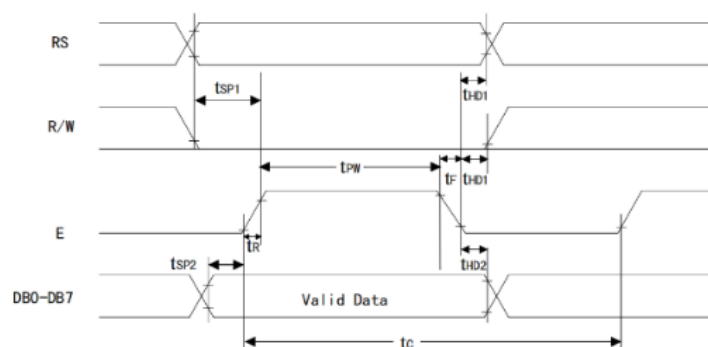 RS
tHD1
tSP1
R/W
tPW
tF
tHD1
E
tR
tSP2
tHD2
DB0-DB7
Valid Data
tC